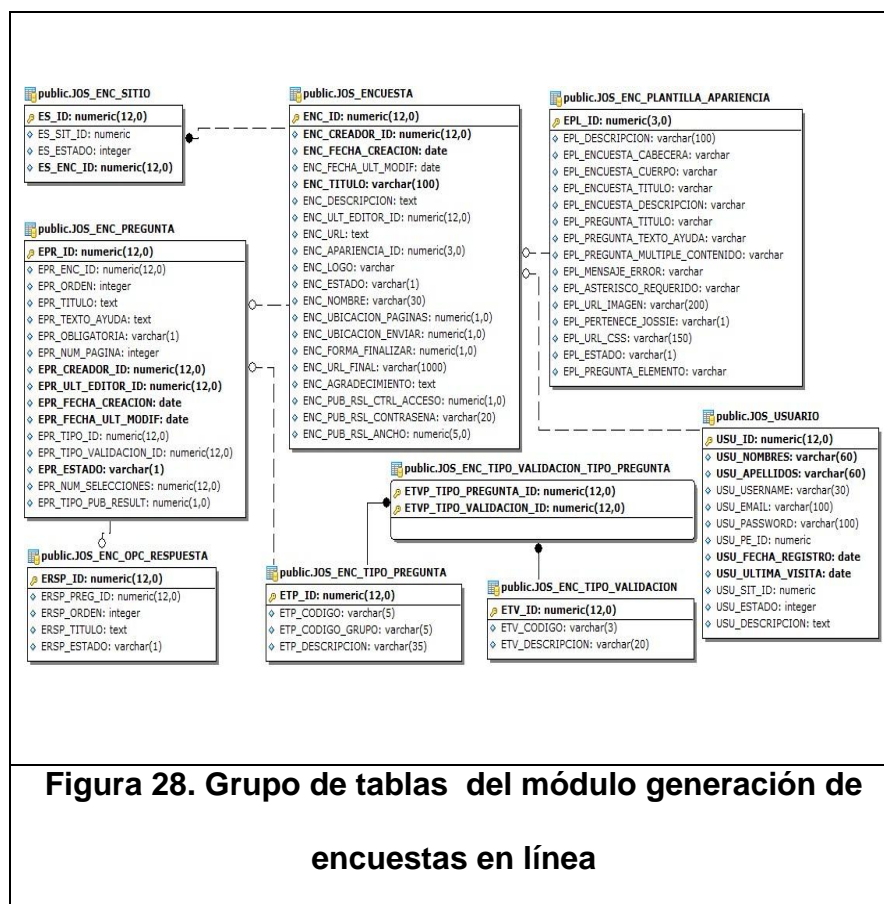 public.JOS_ENC_SITIO
ES_ID: numeric(12,0)
ES_SIT_ID: numeric
ES_ESTADO: integer
ES_ENC_ID: numeric(12,0)
public.JOS_ENCUESTA
ENC_ID: numeric(12,0)
ENC_CREADOR_ID: numeric(12,0)
ENC_FECHA_CREACION: date
ENC_FECHA_ULT_MODIF: date
ENC_TITULO: varchar(100)
ENC_DESCRIPCION: text
ENC_ULT_EDITOR_ID: numeric(12,0)
ENC_URL: text
ENC_APARIENCIA_ID: numeric(3,0)
ENC_LOGO: varchar
ENC_ESTADO: varchar(1)
ENC_NOMBRE: varchar(30)
ENC_UBICACION_PAGINAS: numeric(1,0)
ENC_UBICACION_ENVIAR: numeric(1,0)
ENC_FORMA_FINALIZAR: numeric(1,0)
ENC_URL_FINAL: varchar(1000)
ENC_AGRADECIMIENTO: text
ENC_PUB_RSL_CTRL_ACCESO: numeric(1,0)
ENC_PUB_RSL_CONTRASENA: varchar(20)
ENC_PUB_RSL_ANCHO: numeric(5,0)
public.JOS_ENC_PLANTILLA_APARIENCIA
EPL_ID: numeric(3,0)
EPL_DESCRIPCION: varchar(100)
EPL_ENCUESTA_CABECERA: varchar
EPL_ENCUESTA_CUERPO: varchar
EPL_ENCUESTA_TITULO: varchar
EPL_ENCUESTA_DESCRIPCION: varchar
EPL_PREGUNTA_TITULO: varchar
EPL_PREGUNTA_TEXTO_AYUDA: varchar
EPL_PREGUNTA_MULTIPLE_CONTENIDO: varchar
EPL_MENSAJE_ERROR: varchar
EPL_ASTERISCO_REQUERIDO: varchar
EPL_URL_IMAGEN: varchar(200)
EPL_PERTENECE_JOSSIE: varchar(1)
EPL_URL_CSS: varchar(150)
EPL_ESTADO: varchar(1)
EPL_PREGUNTA_ELEMENTO: varchar
public.JOS_ENC_PREGUNTA
EPR_ID: numeric(12,0)
EPR_ENC_ID: numeric(12,0)
EPR_ORDEN: integer
EPR_TITULO: text
EPR_TEXTO_AYUDA: text
EPR_OBLIGATORIA: varchar(1)
EPR_NUM_PAGINA: integer
EPR_CREADOR_ID: numeric(12,0)
EPR_ULT_EDITOR_ID: numeric(12,0)
EPR_FECHA_CREACION: date
EPR_FECHA_ULT_MODIF: date
EPR_TIPO_ID: numeric(12,0)
EPR_TIPO_VALIDACION_ID: numeric(12,0)
EPR_ESTADO: varchar(1)
EPR_NUM_SELECCIONES: numeric(12,0)
EPR_TIPO_PUB_RESULT: numeric(1,0)
public.JOS_USUARIO
USU_ID: numeric(12,0)
USU_NOMBRES: varchar(60)
USU_APELLIDOS: varchar(60)
USU_USERNAME: varchar(30)
USU_EMAIL: varchar(100)
USU_PASSWORD: varchar(100)
USU_PE_ID: numeric
USU_FECHA_REGISTRO: date
USU_ULTIMA_VISITA: date
USU_SIT_ID: numeric
USU_ESTADO: integer
USU_DESCRIPCION: text
public.JOS_ENC_TIPO_VALIDACION_TIPO_PREGUNTA
ETVP_TIPO_PREGUNTA_ID: numeric(12,0)
ETVP_TIPO_VALIDACION_ID: numeric(12,0)
public.JOS_ENC_OPC_RESPUESTA
ERSP_ID: numeric(12,0)
ERSP_PREG_ID: numeric(12,0)
ERSP_ORDEN: integer
ERSP_TITULO: text
ERSP_ESTADO: varchar(1)
public.JOS_ENC_TIPO_PREGUNTA
ETP_ID: numeric(12,0)
ETP_CODIGO: varchar(5)
ETP_CODIGO_GRUPO: varchar(5)
ETP_DESCRIPCION: varchar(35)
public.JOS_ENC_TIPO_VALIDACION
ETV_ID: numeric(12,0)
ETV_CODIGO: varchar(3)
ETV_DESCRIPCION: varchar(20)
Figura 28. Grupo de tablas del módulo generación de
encuestas en línea